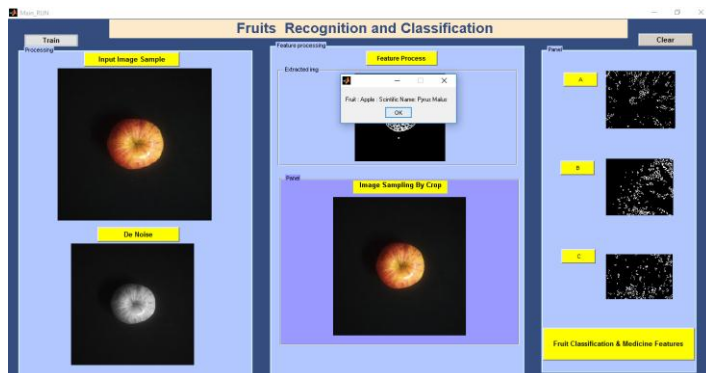 Main_RUN
Fruits Recognition and Classification
Train
Clear
Processing
Input Image Sample
De Noise
Feature processing
Feature Process
Extracted img
Fruit : Apple : Scintific Name: Pyrus Malus
OK
Panel
Image Sampling By Crop
Panel
A
B
C
Fruit Classification & Medicine Features